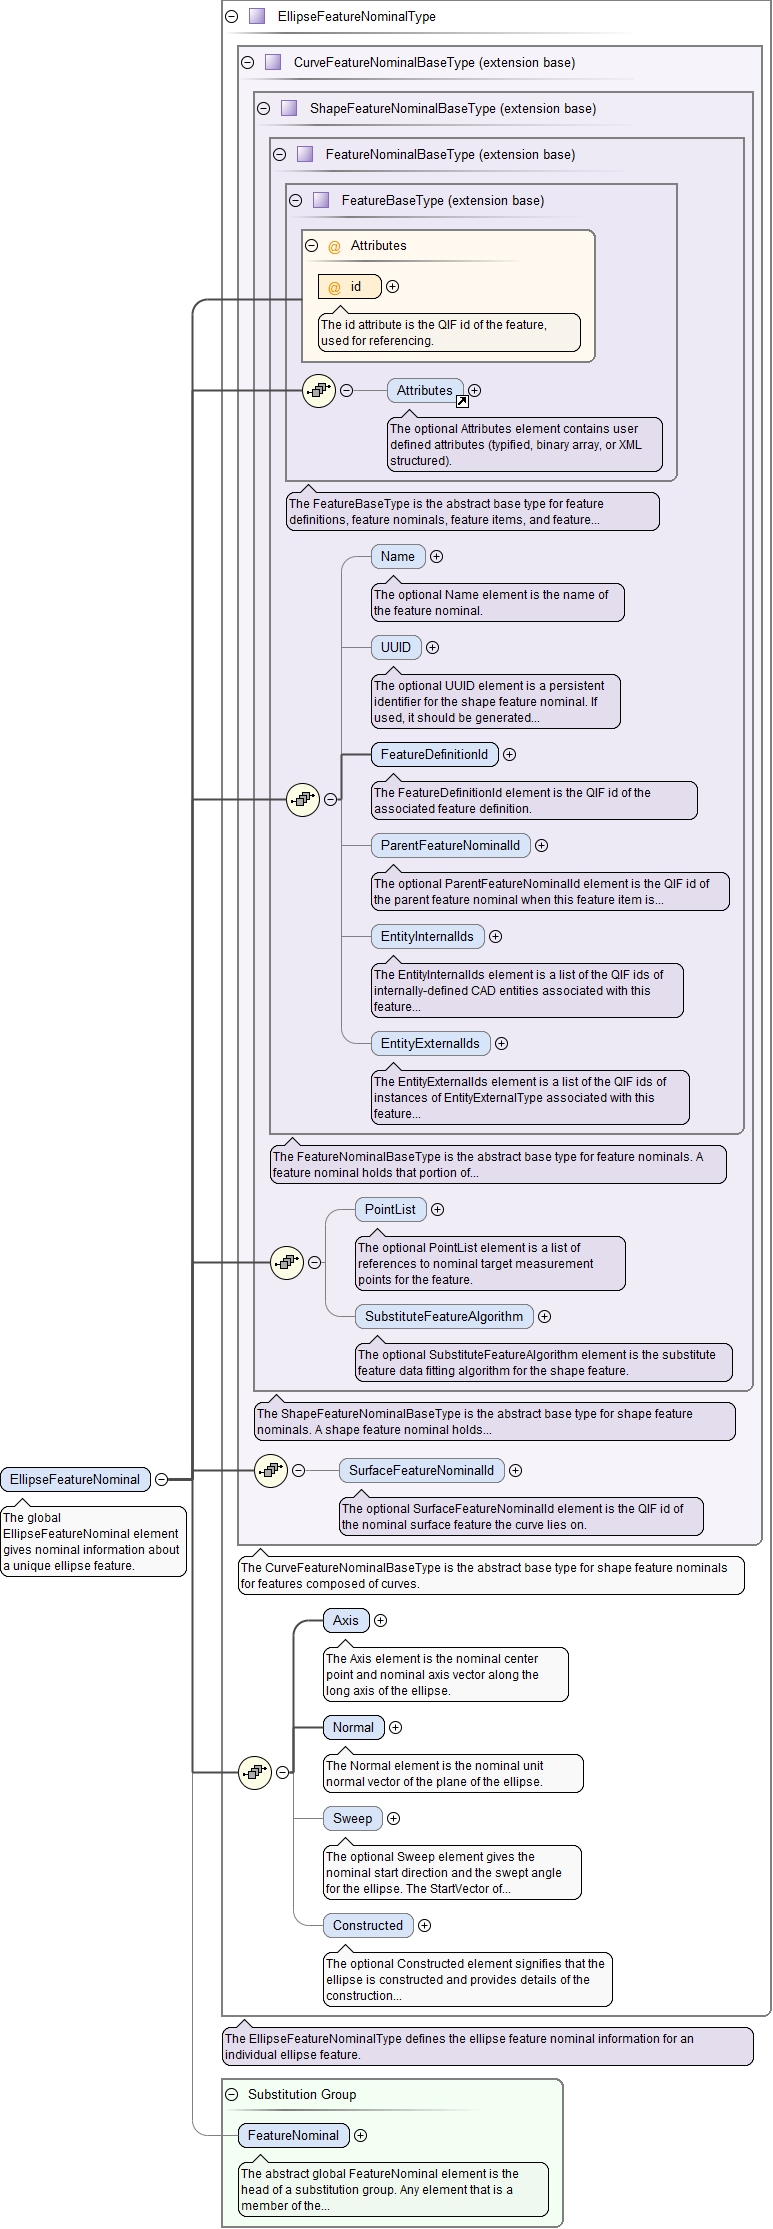 EllipseFeatureNominalType
CurveFeatureNominalBaseType (extension base)
ShapeFeatureNominalBaseType (extension base)
FeatureNominalBaseType (extension base)
FeatureBaseType (extension base)
@ Attributes
@ id
The id attribute is the QIF id of the feature,
used for referencing.
Attributes
The optional Attributes element contains user
defined attributes (typified, binary array, or XML
structured).
The FeatureBaseType is the abstract base type for feature
definitions, feature nominals, feature items, and feature...
Name
The optional Name element is the name of
the feature nominal.
UUID
The optional UUID element is a persistent
identifier for the shape feature nominal. If
used, it should be generated...
FeatureDefinitionId
The FeatureDefinitionId element is the QIF id of the
associated feature definition.
ParentFeatureNominalId
The optional ParentFeatureNominalId element is the QIF id of
the parent feature nominal when this feature item is...
EntityInternalIds
The EntityInternalIds element is a list of the QIF ids of
internally-defined CAD entities associated with this
feature...
EntityExternalIds
The EntityExternalIds element is a list of the QIF ids of
instances of EntityExternalType associated with this
feature...
The FeatureNominalBaseType is the abstract base type for feature nominals. A
feature nominal holds that portion of...
PointList
The optional PointList element is a list of
references to nominal target measurement
points for the feature.
SubstituteFeatureAlgorithm
The optional SubstituteFeatureAlgorithm element is the substitute
feature data fitting algorithm for the shape feature.
The ShapeFeatureNominalBaseType is the abstract base type for shape feature
nominals. A shape feature nominal holds...
SurfaceFeatureNominalId
The optional SurfaceFeatureNominalId element is the QIF id of
the nominal surface feature the curve lies on.
EllipseFeatureNominal
The global
EllipseFeatureNominal element
gives nominal information about
a unique ellipse feature.
The CurveFeatureNominalBaseType is the abstract base type for shape feature nominals
for features composed of curves.
Axis
The Axis element is the nominal center
point and nominal axis vector along the
long axis of the ellipse.
Normal
The Normal element is the nominal unit
normal vector of the plane of the ellipse.
Sweep
The optional Sweep element gives the
nominal start direction and the swept angle
for the ellipse. The StartVector of...
Constructed
The optional Constructed element signifies that the
ellipse is constructed and provides details of the
construction...
The EllipseFeatureNominalType defines the ellipse feature nominal information for an
individual ellipse feature.
Substitution Group
FeatureNominal
The abstract global FeatureNominal element is the
head of a substitution group. Any element that is a
member of the...